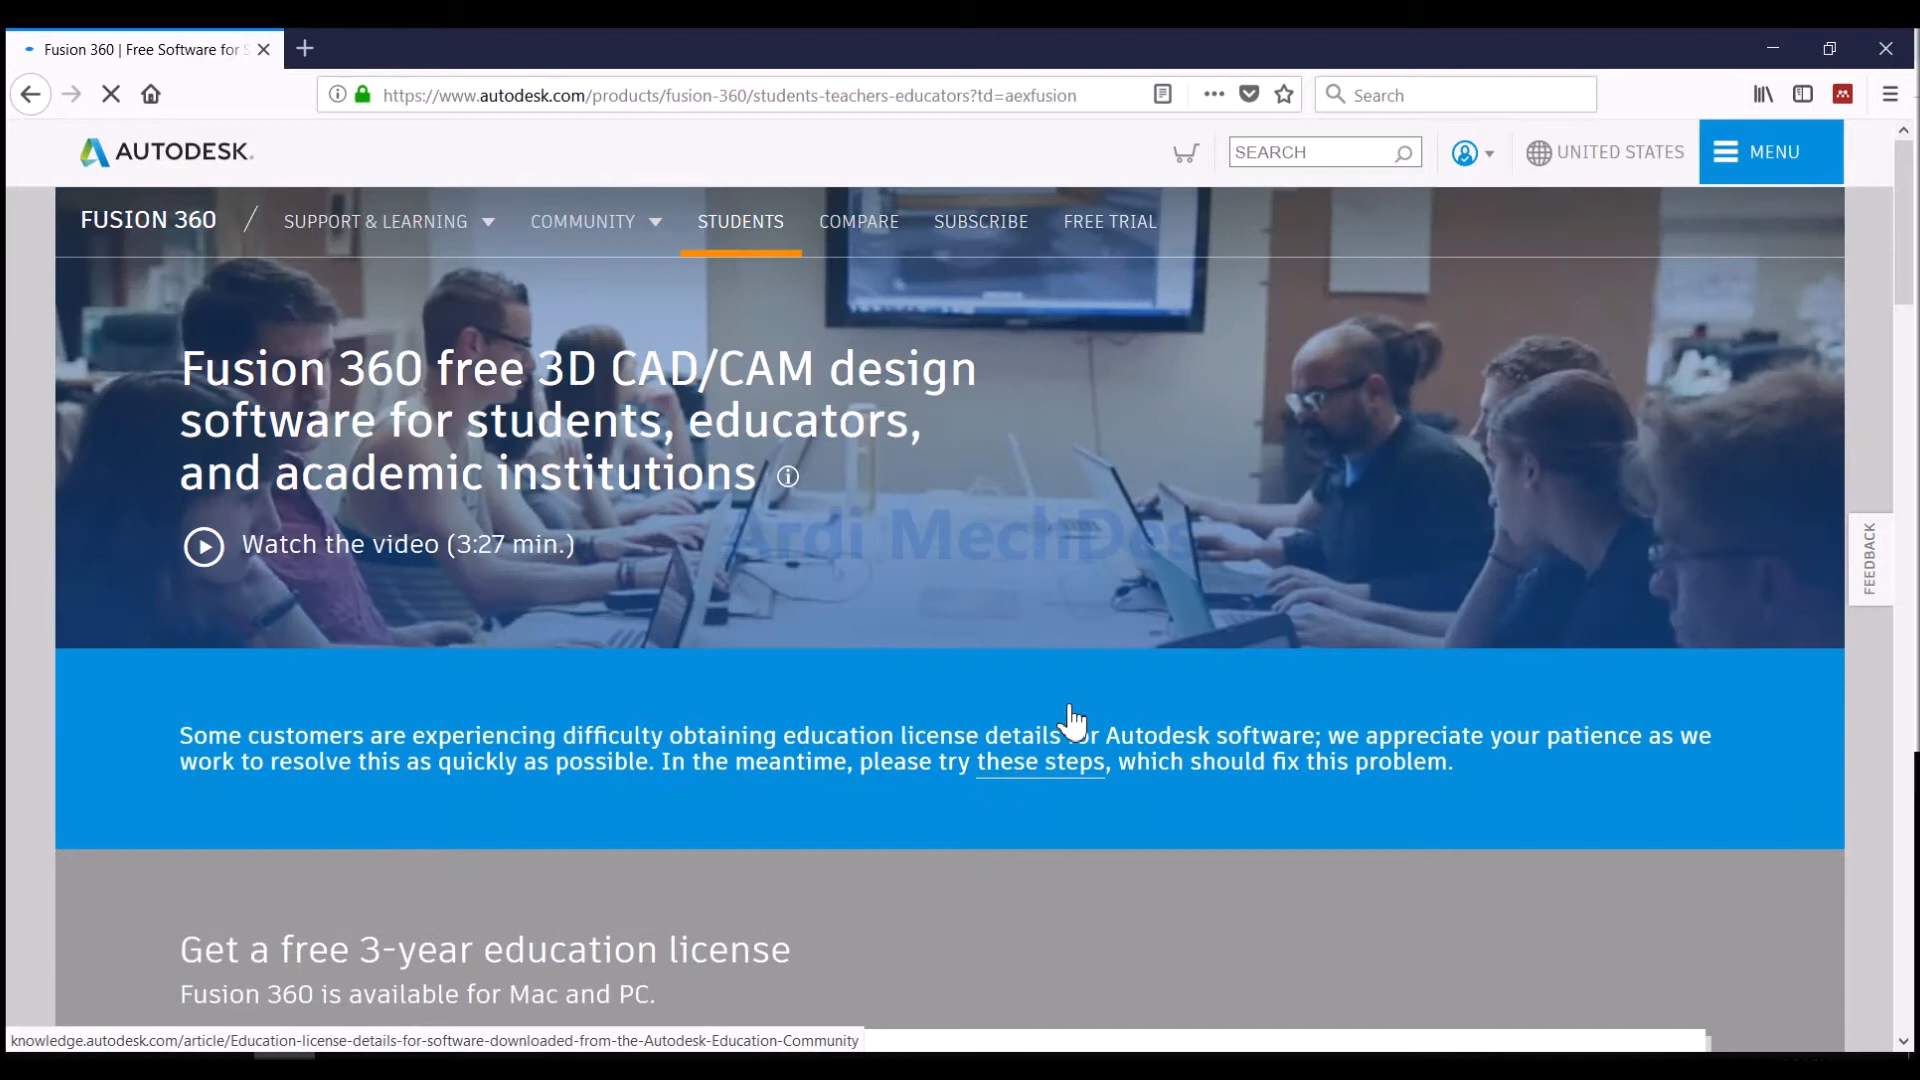 Fusion 360 | Free Software for S
https://www.autodesk.com/products/fusion-360/students-teachers-educators?td=aexfusion
Search
AUTODESK.
SEARCH
UNITED STATES
MENU
FUSION 360 / SUPPORT & LEARNING COMMUNITY STUDENTS COMPARE SUBSCRIBE FREE TRIAL
Fusion 360 free 3D CAD/CAM design
software for students, educators,
and academic institutions
Watch the video (3:27 min.)
Ardi MechDes
FEEDBACK
Some customers are experiencing difficulty obtaining education license details for Autodesk software; we appreciate your patience as we
work to resolve this as quickly as possible. In the meantime, please try these steps, which should fix this problem.
Get a free 3-year education license
Fusion 360 is available for Mac and PC.
knowledge.autodesk.com/article/Education-license-details-for-software-downloaded-from-the-Autodesk-Education-Community